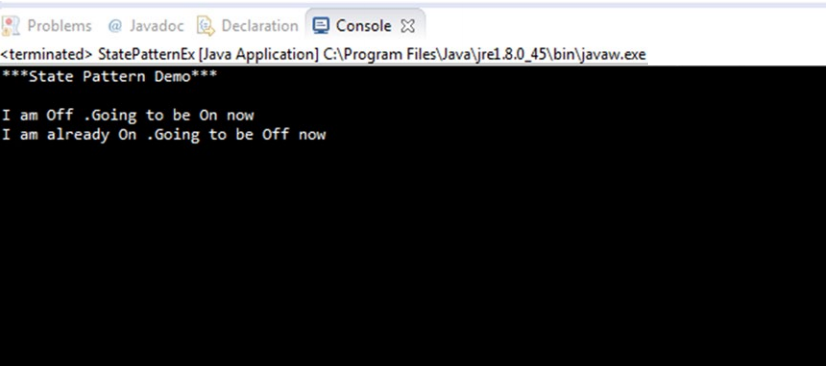 Problems @ Javadoc Declaration Console
<terminated> StatePatternEx [Java Application] C:\Program Files\Java\jre1.8.0_45\bin\javaw.exe
***State Pattern Demo***
I am Off .Going to be On now
I am already On .Going to be Off now